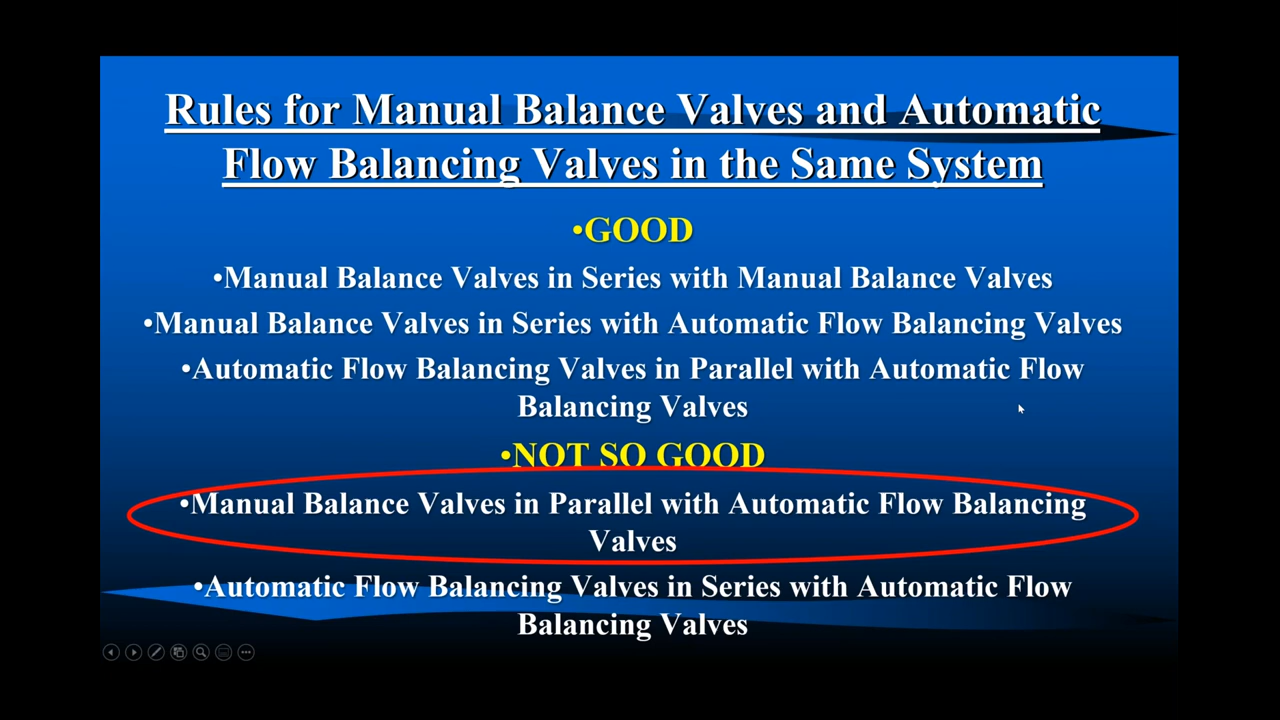 Rules for Manual Balance Valves and Automatic
Flow Balancing Valves in the Same System
•GOOD
•Manual Balance Valves in Series with Manual Balance Valves
•Manual Balance Valves in Series with Automatic Flow Balancing Valves
•Automatic Flow Balancing Valves in Parallel with Automatic Flow
Balancing Valves
•NOT SO GOOD
•Manual Balance Valves in Parallel with Automatic Flow Balancing
Valves
•Automatic Flow Balancing Valves in Series with Automatic Flow
Balancing Valves